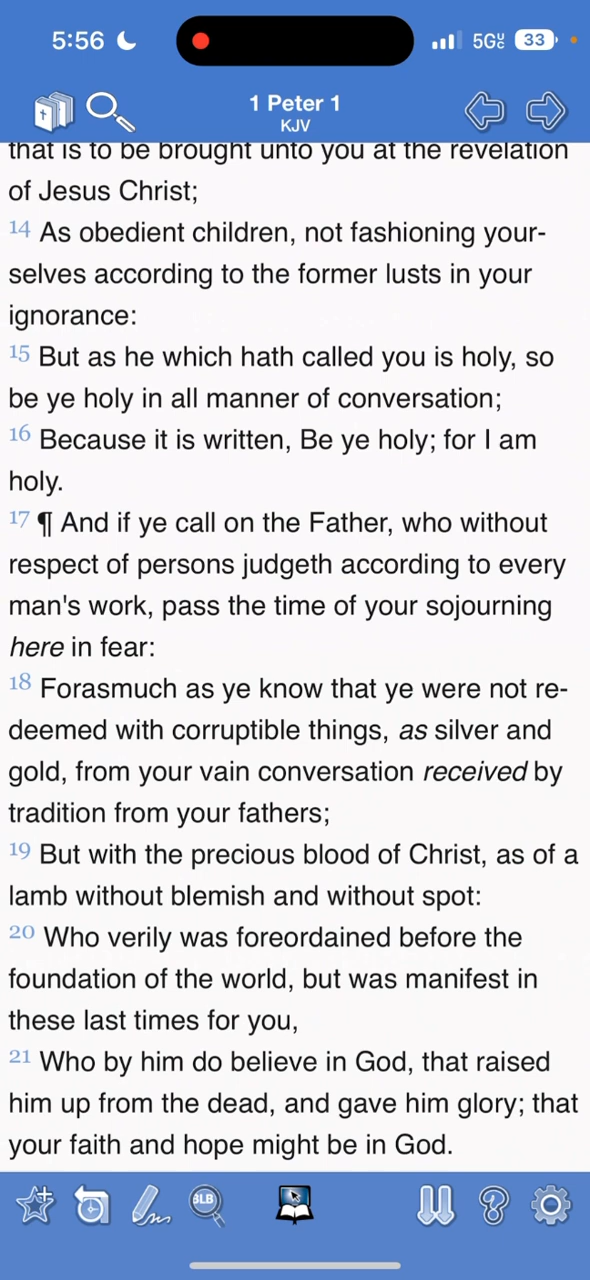 5:56
5GUC
33
1 Peter 1
KJV
that is to be brought unto you at the revelation
of Jesus Christ;
14 As obedient children, not fashioning your-
selves according to the former lusts in your
ignorance:
15 But as he which hath called you is holy, so
be ye holy in all manner of conversation;
16 Because it is written, Be ye holy; for I am
holy.
17 ¶ And if ye call on the Father, who without
respect of persons judgeth according to every
man's work, pass the time of your sojourning
here in fear:
18 Forasmuch as ye know that ye were not re-
deemed with corruptible things, as silver and
gold, from your vain conversation received by
tradition from your fathers;
19 But with the precious blood of Christ, as of a
lamb without blemish and without spot:
20 Who verily was foreordained before the
foundation of the world, but was manifest in
these last times for you,
21 Who by him do believe in God, that raised
him up from the dead, and gave him glory; that
your faith and hope might be in God.
BLB